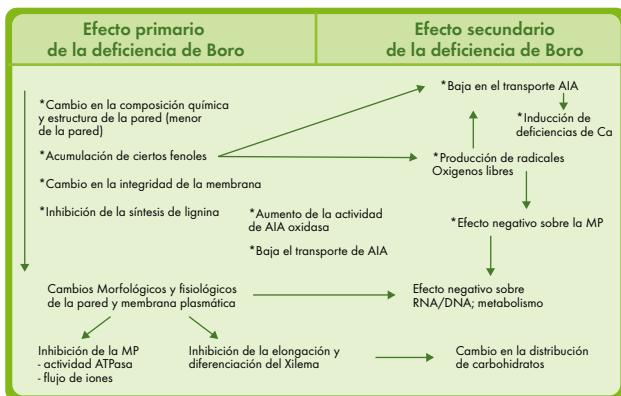 Efecto primario
de la deficiencia de Boro
Efecto secundario
de la deficiencia de Boro
*Cambio en la composición química
y estructura de la pared (menor
de la pared)
*Acumulación de ciertos fenoles
*Cambio en la integridad de la membrana
*Inhibición de la síntesis de lignina
*Aumento de la actividad
de AIA oxidasa
*Baja el transporte de AIA
*Baja en el transporte AIA
*Inducción de
deficiencias de Ca
*Producción de radicales
Oxigenos libres
*Efecto negativo sobre la MP
Cambios Morfológicos y fisiológicos
de la pared y membrana plasmática
Efecto negativo sobre
RNA/DNA; metabolismo
Inhibición de la MP
- actividad ATPasa
- flujo de iones
Inhibición de la elongación y
diferenciación del Xilema
Cambio en la distribución
de carbohidratos